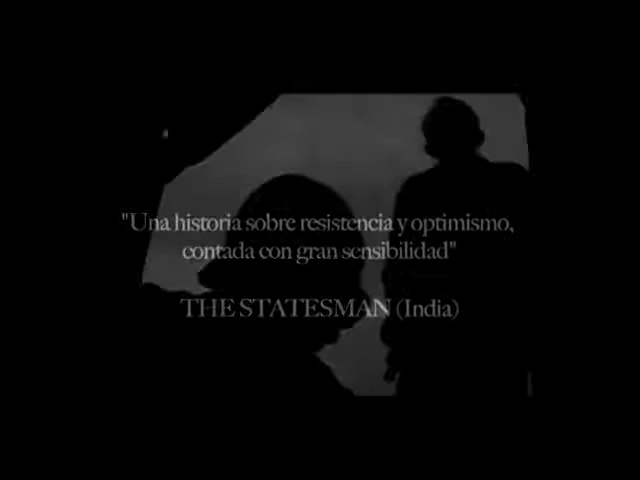 "Una historia sobre resistencia y optimismo,
contada con gran sensibilidad"
THE STATESMAN (India)